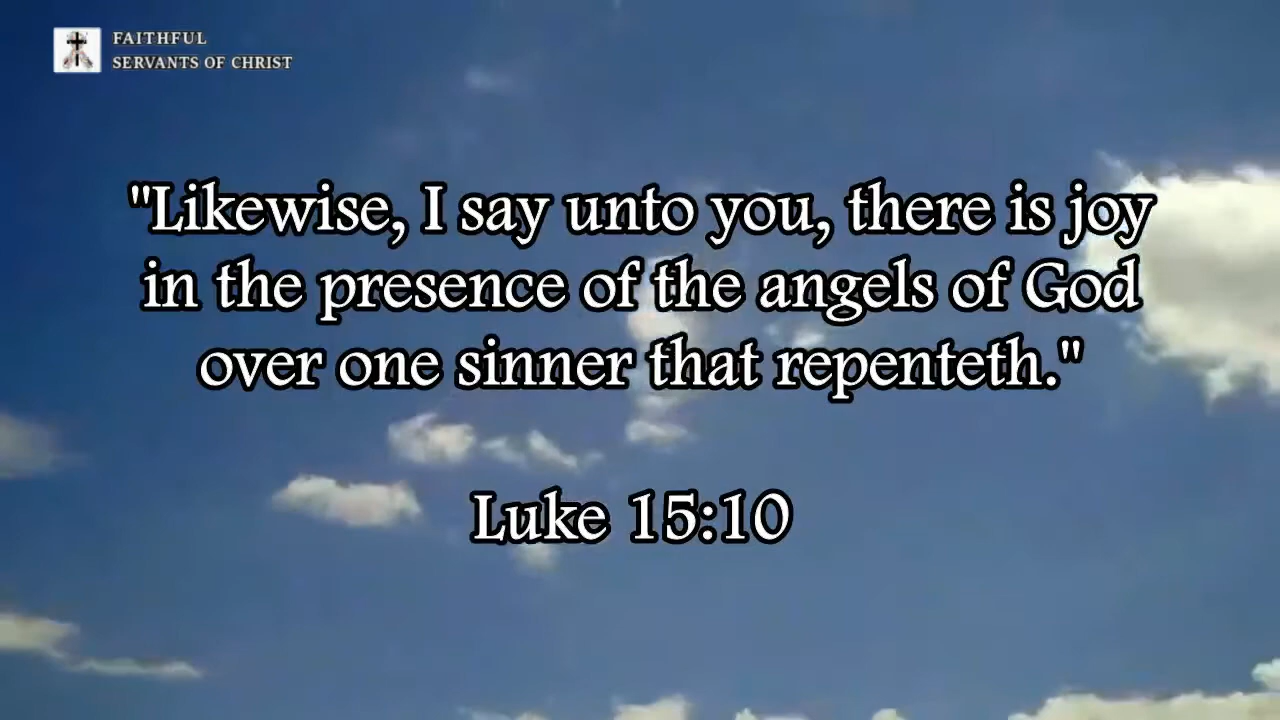 FAITHFUL
SERVANTS OF CHRIST
"Likewise, I say unto you, there is joy
in the presence of the angels of God
over one sinner that repenteth."
Luke 15:10